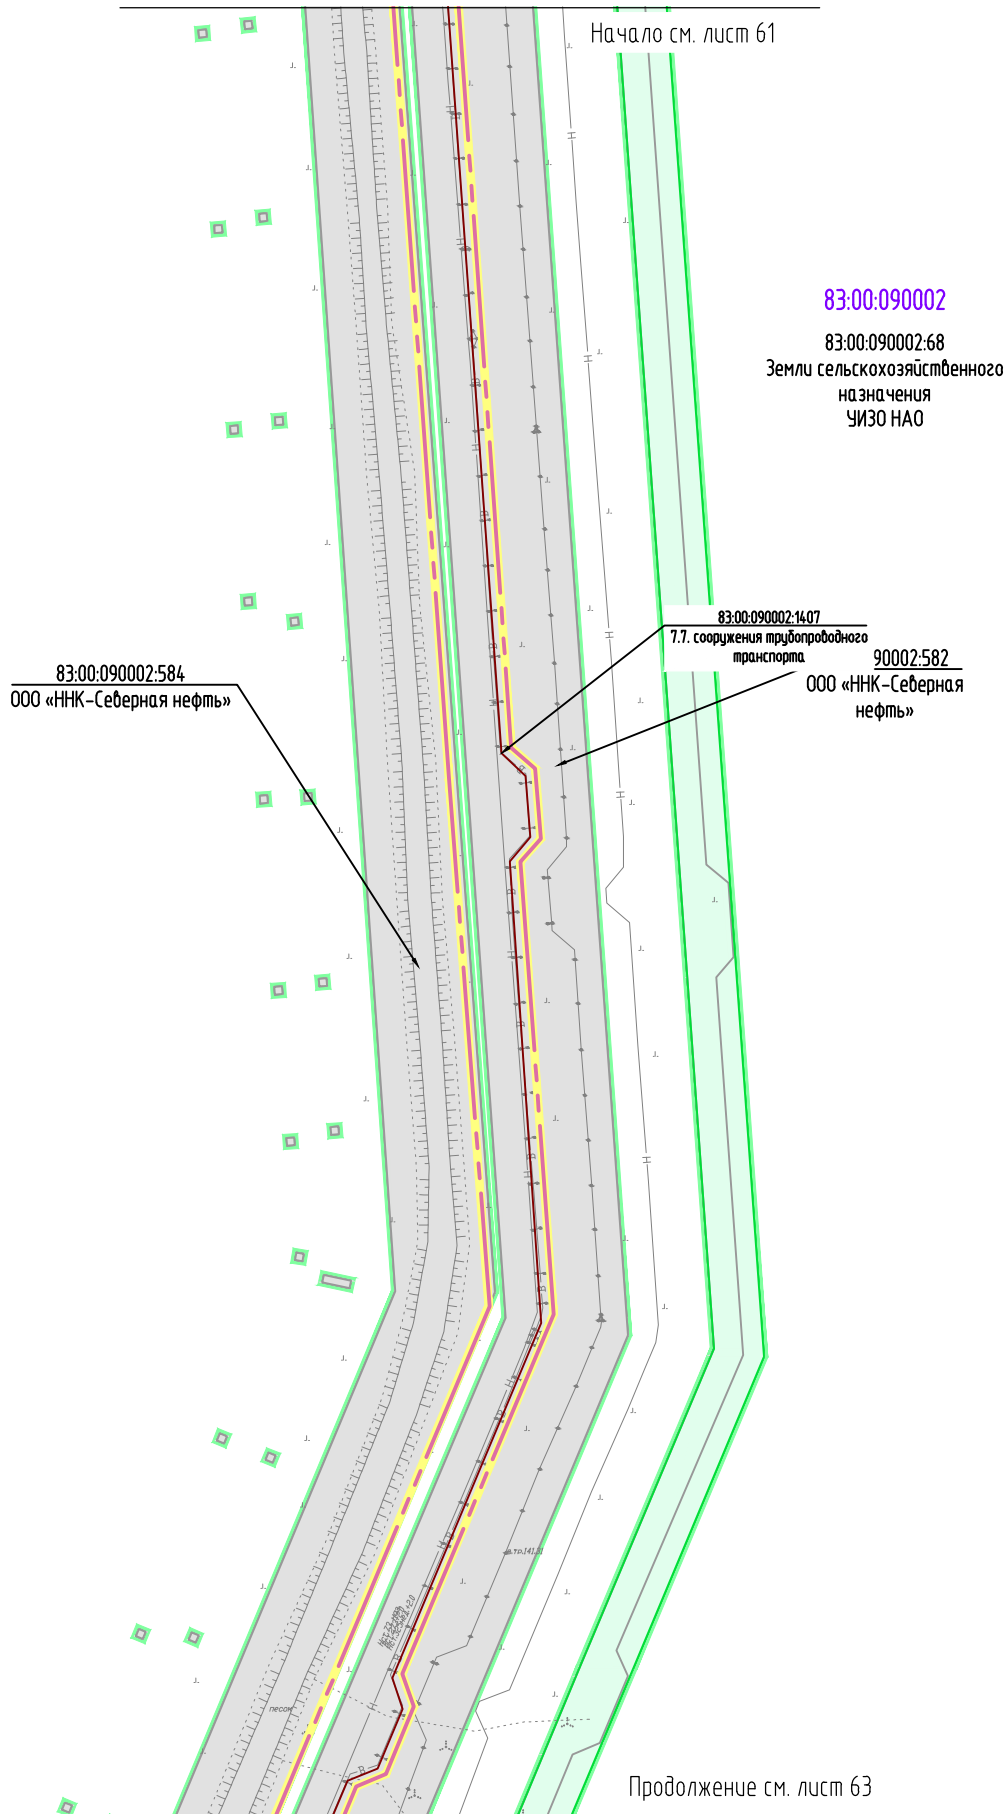 Начало см. лист 61
83:00:090002
83:00:090002:68
Земли сельскохозяйственного
назначения
УИЗО НАО
83:00:090002:1407
7.7. сооружения трубопроводного
транспорта
90002:582
ООО «ННК-Северная
нефть»
83:00:090002:584
ООО «ННК-Северная нефть»
песок
Продолжение см. лист 63